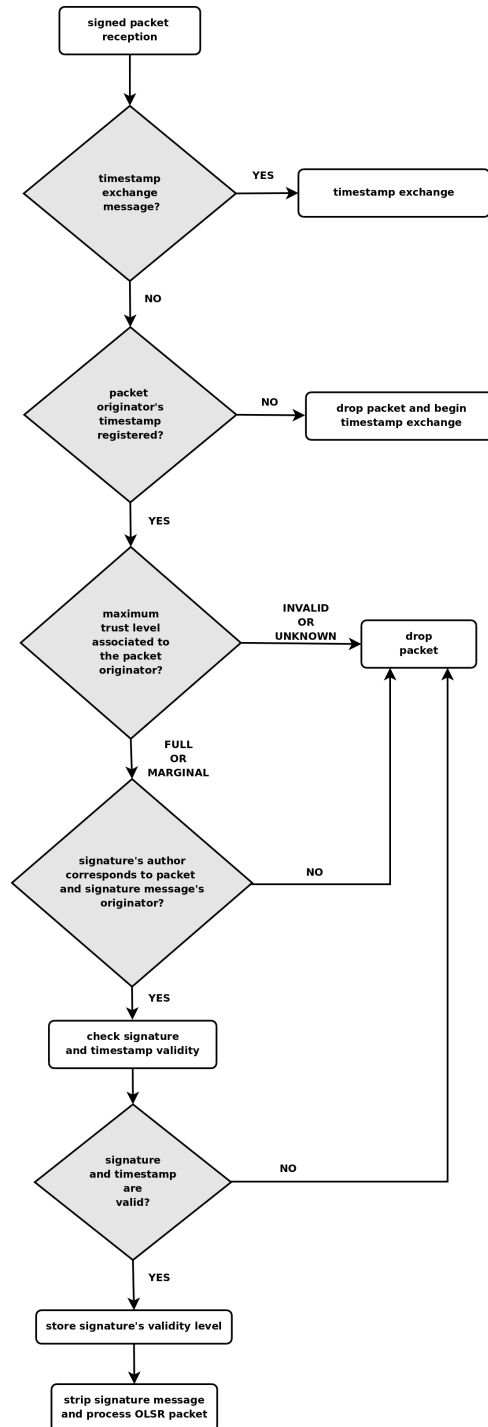 signed packet
reception
timestamp
exchange
message?
YES
timestamp exchange
NO
packet
originator's
timestamp
registered?
NO
drop packet and begin
timestamp exchange
YES
maximum
trust level
associated to
the packet
originator?
INVALID
OR
UNKNOWN
drop
packet
FULL
OR
MARGINAL
signature's author
corresponds to packet
and signature message's
originator?
NO
YES
check signature
and timestamp validity
signature
and timestamp
are
valid?
NO
YES
store signature's validity level
strip signature message
and process OLSR packet